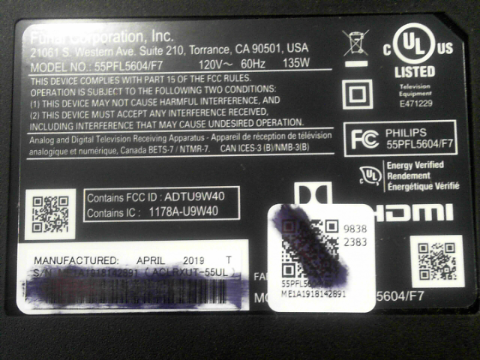 Funai Corporation, Inc.
21061 S. Western Ave. Suite 210, Torrance, CA 90501, USA
MODEL NO.: 55PFL5604/F7 120V~ 60Hz 135W
THIS DEVICE COMPLIES WITH PART 15 OF THE FCC RULES.
OPERATION IS SUBJECT TO THE FOLLOWING TWO CONDITIONS:
(1) THIS DEVICE MAY NOT CAUSE HARMFUL INTERFERENCE, AND
(2) THIS DEVICE MUST ACCEPT ANY INTERFERENCE RECEIVED,
INCLUDING INTERFERENCE THAT MAY CAUSE UNDESIRED OPERATION.
Analog and Digital Television Receiving Apparatus - Appareil de réception de télévision
analogique et numérique, Canada BETS-7 / NTMR-7. CAN ICES-3 (B)/NMB-3(B)
C UL US
LISTED
Television
Equipment
E471229
FC PHILIPS
55PFL5604/F7
UL Energy Verified
Rendement
Énergétique Vérifié
Contains FCC ID : ADTU9W40
Contains IC : 1178A-U9W40
HDMI
MANUFACTURED: APRIL 2019 T
S/N ME1A1918142691 (ACLRXUT-55UL)
9838
2383
55PFL5604
ME1A1918142691
5604/F7